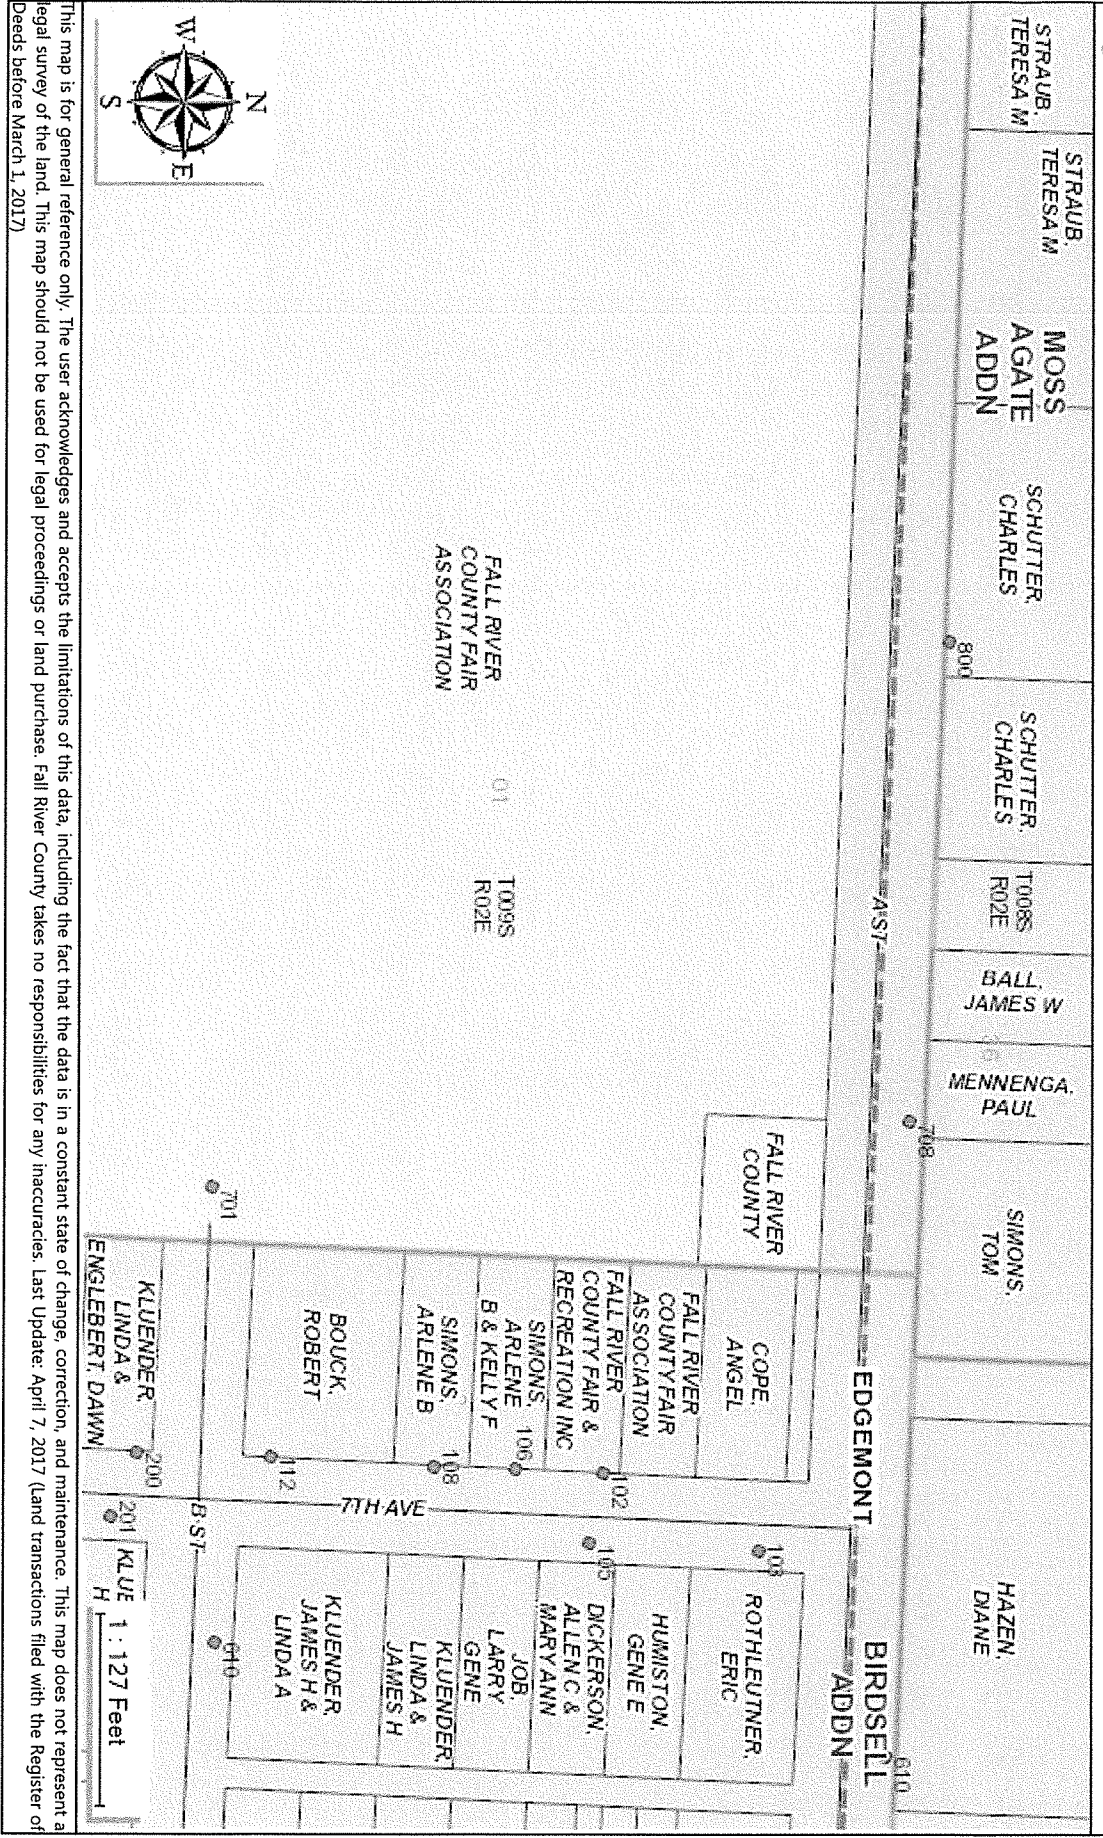 STRAUB,
TERESA M
STRAUB,
TERESA M
MOSS
AGATE
ADDN
SCHUTTER,
CHARLES
800
SCHUTTER,
CHARLES
T008S
R02E
BALL,
JAMES W
MENNENGA,
PAUL
708
SIMONS,
TOM
HAZEN,
DIANE
610
A ST
EDGEMONT
BIRDSELL
ADDN
FALL RIVER
COUNTY FAIR
ASSOCIATION
01
T009S
R02E
FALL RIVER
COUNTY
COPE,
ANGEL
FALL RIVER
COUNTY FAIR
ASSOCIATION
FALL RIVER
COUNTY FAIR &
RECREATION INC
102
SIMONS,
ARLENE
B & KELLY F
106
SIMONS,
ARLENE B
108
BOUCK,
ROBERT
112
701
KLUENDER,
LINDA &
ENGLEBERT, DAWN
200
7TH AVE
B ST
103
ROTHLEUTNER,
ERIC
HUMISTON,
GENE E
105
DICKERSON,
ALLEN C &
MARY ANN
JOB,
LARRY
GENE
KLUENDER,
LINDA &
JAMES H
KLUENDER,
JAMES H &
LINDA A
610
201
KLUE
H
1 : 127 Feet
N
W
E
S
This map is for general reference only. The user acknowledges and accepts the limitations of this data, including the fact that the data is in a constant state of change, correction, and maintenance. This map does not represent a
legal survey of the land. This map should not be used for legal proceedings or land purchase. Fall River County takes no responsibilities for any inaccuracies. Last Update: April 7, 2017 (Land transactions filed with the Register of
Deeds before March 1, 2017)